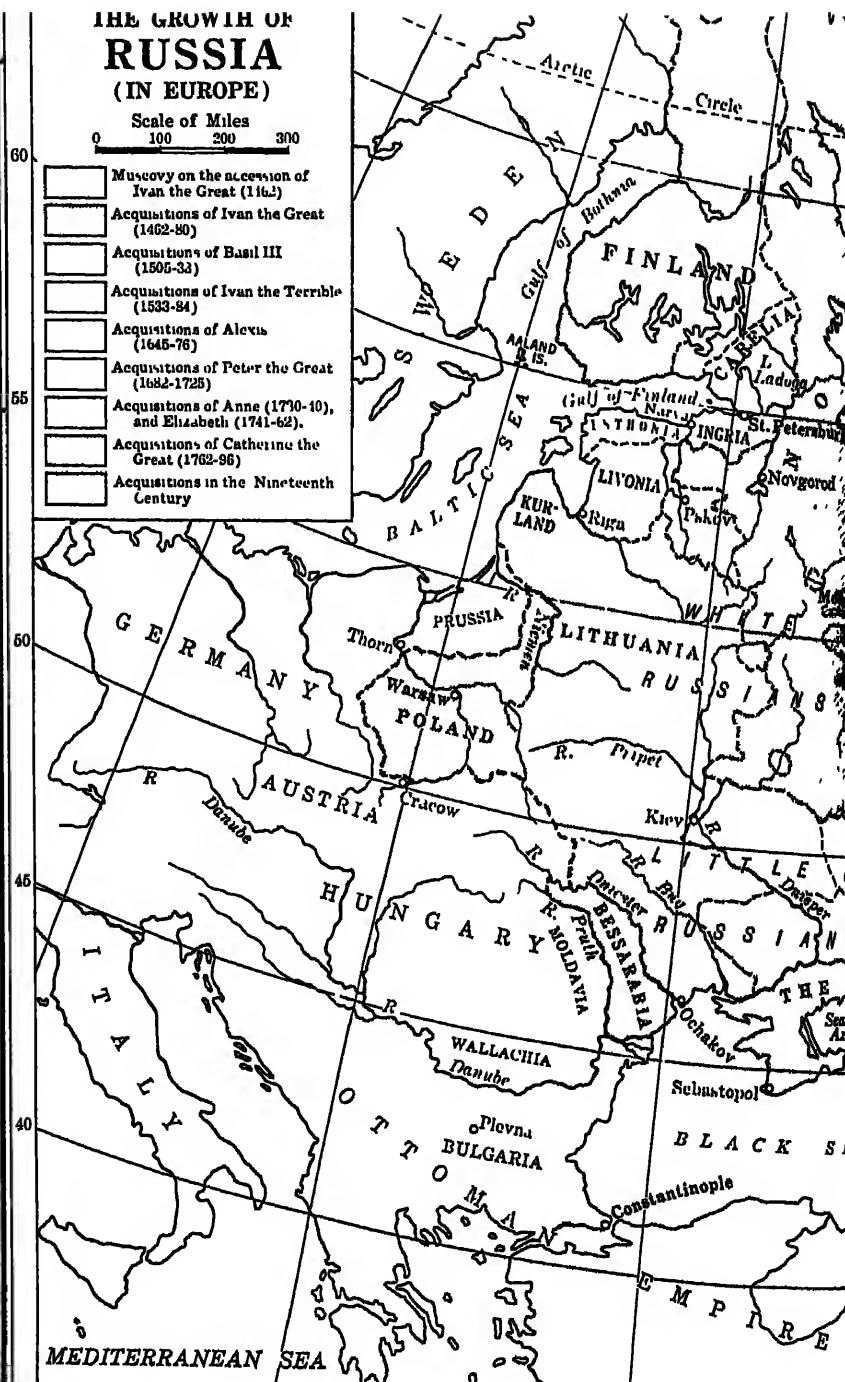 THE GROWTH OF
RUSSIA
(IN EUROPE)
Scale of Miles
0 100 200 300
Muscovy on the accession of
Ivan the Great (1462)
Acquisitions of Ivan the Great
(1462-80)
Acquisitions of Basil III
(1505-33)
Acquisitions of Ivan the Terrible
(1533-84)
Acquisitions of Alexis
(1645-76)
Acquisitions of Peter the Great
(1682-1725)
Acquisitions of Anne (1730-40),
and Elizabeth (1741-62).
Acquisitions of Catherine the
Great (1762-96)
Acquisitions in the Nineteenth
Century
60
55
50
45
40
Arctic
Circle
SWEDEN
Gulf of Bothnia
FINLAND
CARELIA
L.
Ladoga
AALAND
IS.
Gulf of Finland
Narva
St. Petersburg
ESTHONIA
INGRIA
BALTIC SEA
LIVONIA
Novgorod
Pskov
KUR-
LAND
Riga
R
Niemen
PRUSSIA
WHITE
LITHUANIA
RUSSIANS
GERMANY
Thorn
Warsaw
POLAND
R. Pripet
AUSTRIA
Cracow
Kiev
R
Danube
LITTLE
RUSSIAN
R
Dniester
R
Bug
R
Dnieper
HUNGARY
R.
Pruth
MOLDAVIA
BESSARABIA
THE
Ochakov
ITALY
R
WALLACHIA
Danube
Sebastopol
Plevna
BULGARIA
BLACK
OTTOMAN
Constantinople
EMPIRE
MEDITERRANEAN SEA